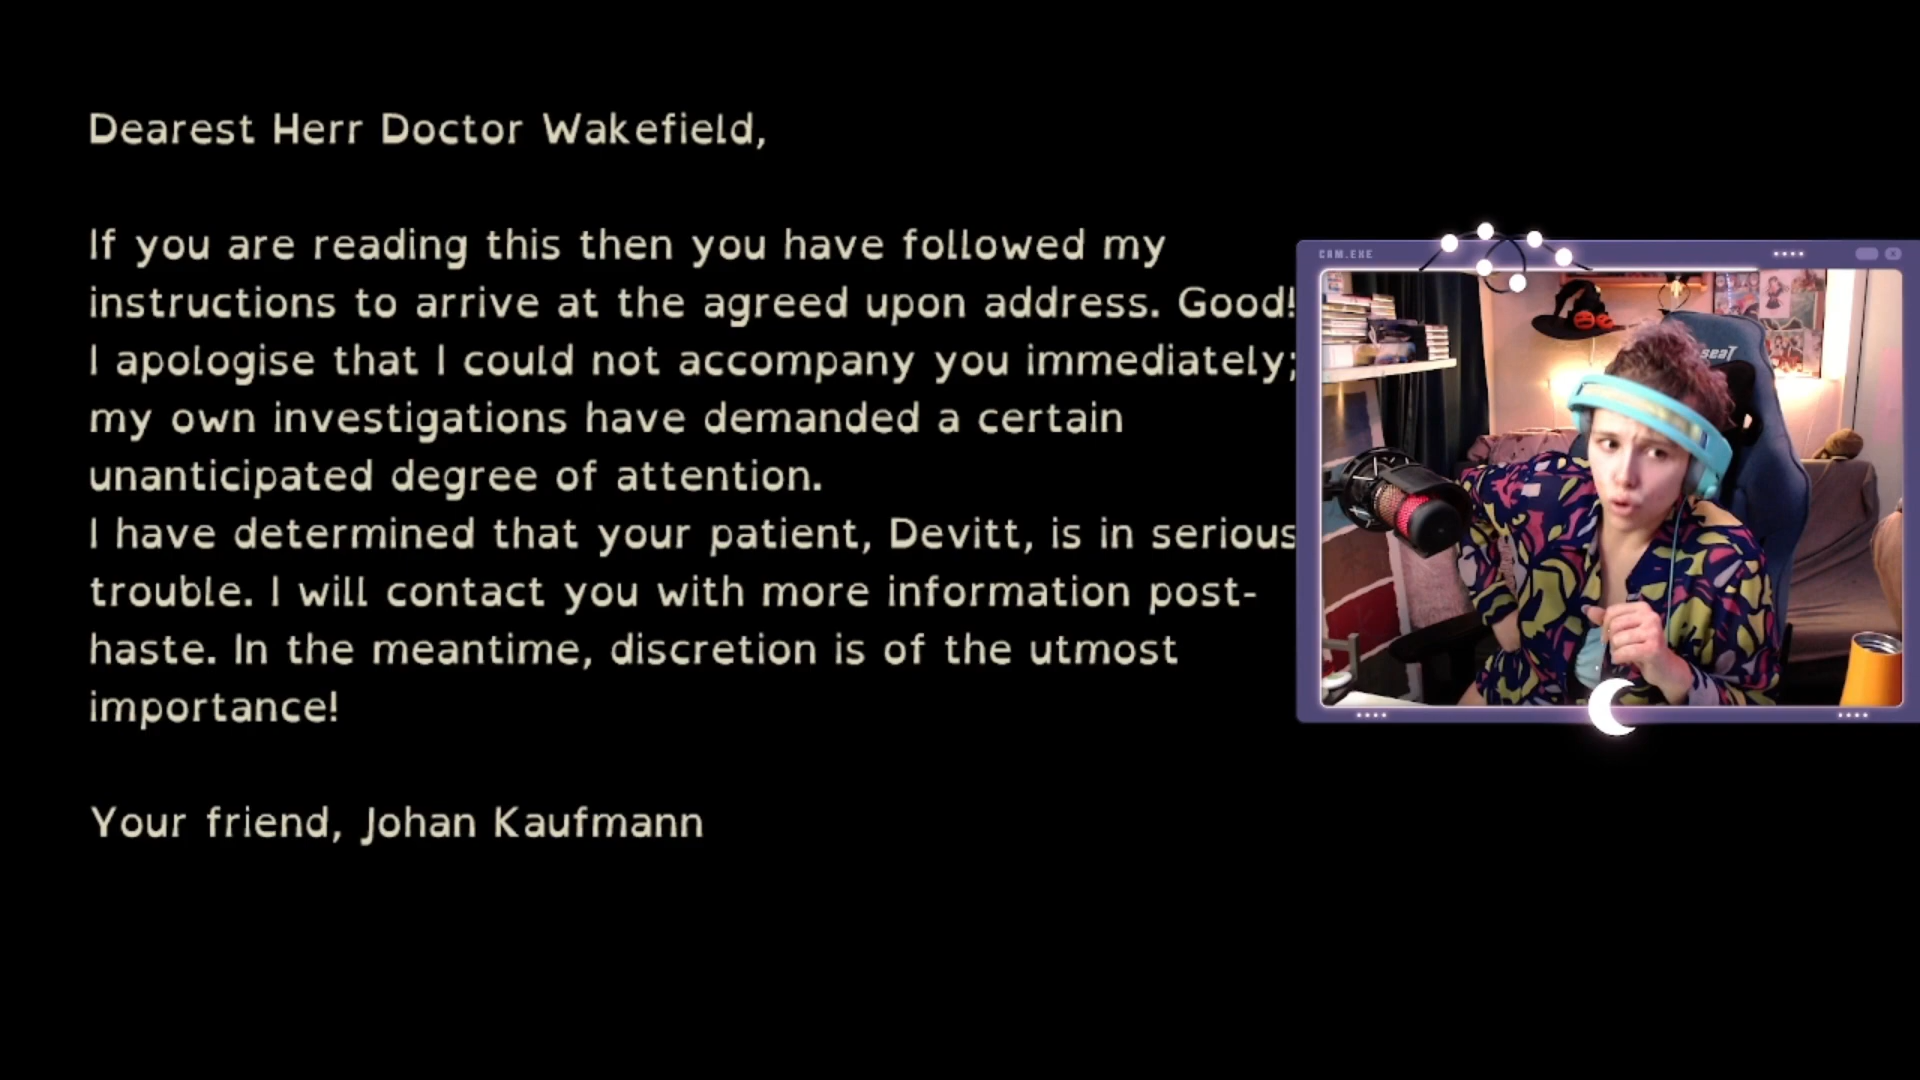 Dearest Herr Doctor Wakefield,
If you are reading this then you have followed my
instructions to arrive at the agreed upon address. Good!
I apologise that I could not accompany you immediately;
my own investigations have demanded a certain
unanticipated degree of attention.
I have determined that your patient, Devitt, is in serious
trouble. I will contact you with more information post-
haste. In the meantime, discretion is of the utmost
importance!
Your friend, Johan Kaufmann
CAM.EXE
seaT